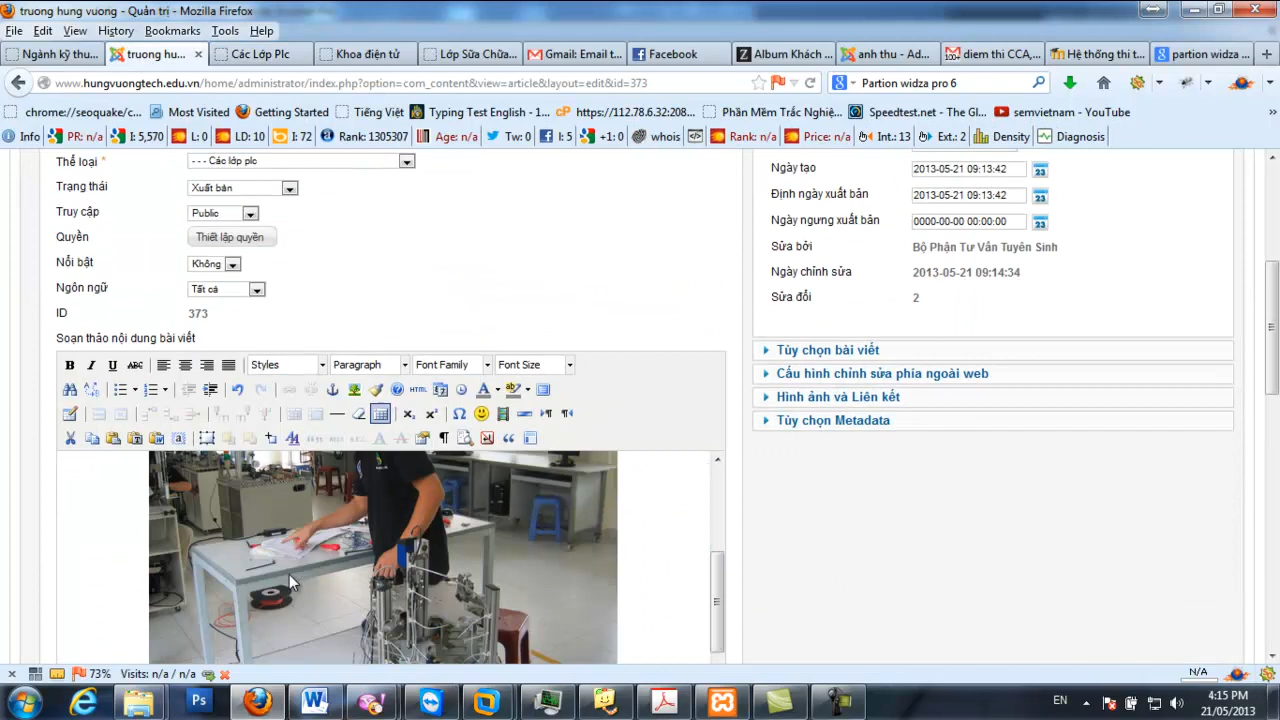 truong hung vuong - Quản trị - Mozilla Firefox
File Edit View History Bookmarks Tools Help
Ngành kỹ thu... truong hu... Các Lớp Plc Khoa điện tử Lớp Sữa Chữa... Gmail: Email t... Facebook Album Khách ... anh thu - Ad... diem thi CCA,... Hệ thống thi t... partion widza ...
www.hungvuongtech.edu.vn/home/administrator/index.php?option=com_content&view=article&layout=edit&id=373 Partion widza pro 6
chrome://seoquake/c... Most Visited Getting Started Tiếng Việt Typing Test English - 1... https://112.78.6.32:208... Phần Mềm Trắc Nghiệ... Speedtest.net - The Gl... semvietnam - YouTube
Info PR: n/a I: 5,570 L: 0 LD: 10 I: 72 Rank: 1305307 Age: n/a Tw: 0 I: 5 +1: 0 whois Rank: n/a Price: n/a Int.: 13 Ext.: 2 Density Diagnosis
Thể loại * - - - Các lớp plc
Trạng thái Xuất bản
Truy cập Public
Quyền Thiết lập quyền
Nổi bật Không
Ngôn ngữ Tất cả
ID 373
Soạn thảo nội dung bài viết
Styles Paragraph Font Family Font Size
HTML
Ngày tạo 2013-05-21 09:13:42
Định ngày xuất bản 2013-05-21 09:13:42
Ngày ngưng xuất bản 0000-00-00 00:00:00
Sửa bởi Bộ Phận Tư Vấn Tuyên Sinh
Ngày chỉnh sửa 2013-05-21 09:14:34
Sửa đổi 2
Tùy chọn bài viết
Cấu hình chỉnh sửa phía ngoài web
Hình ảnh và Liên kết
Tùy chọn Metadata
73% Visits: n/a / n/a N/A
EN 4:15 PM
21/05/2013